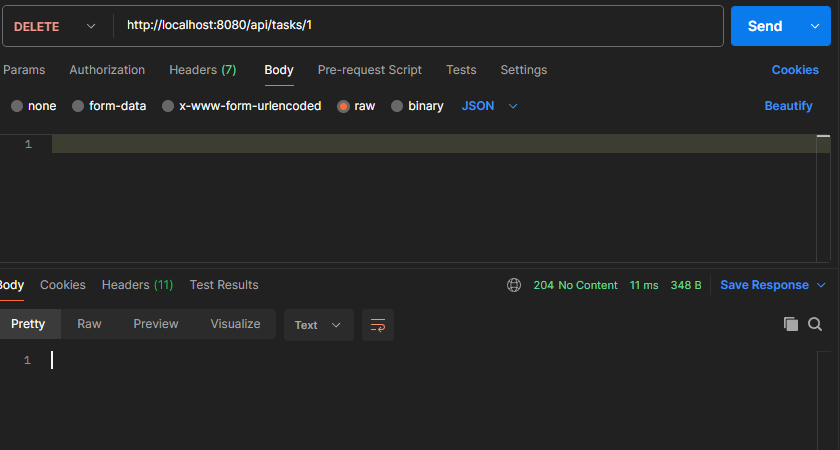 DELETE http://localhost:8080/api/tasks/1 Send
Params Authorization Headers (7) Body Pre-request Script Tests Settings Cookies
none form-data x-www-form-urlencoded raw binary JSON Beautify
1
Body Cookies Headers (11) Test Results 204 No Content 11 ms 348 B Save Response
Pretty Raw Preview Visualize Text
1